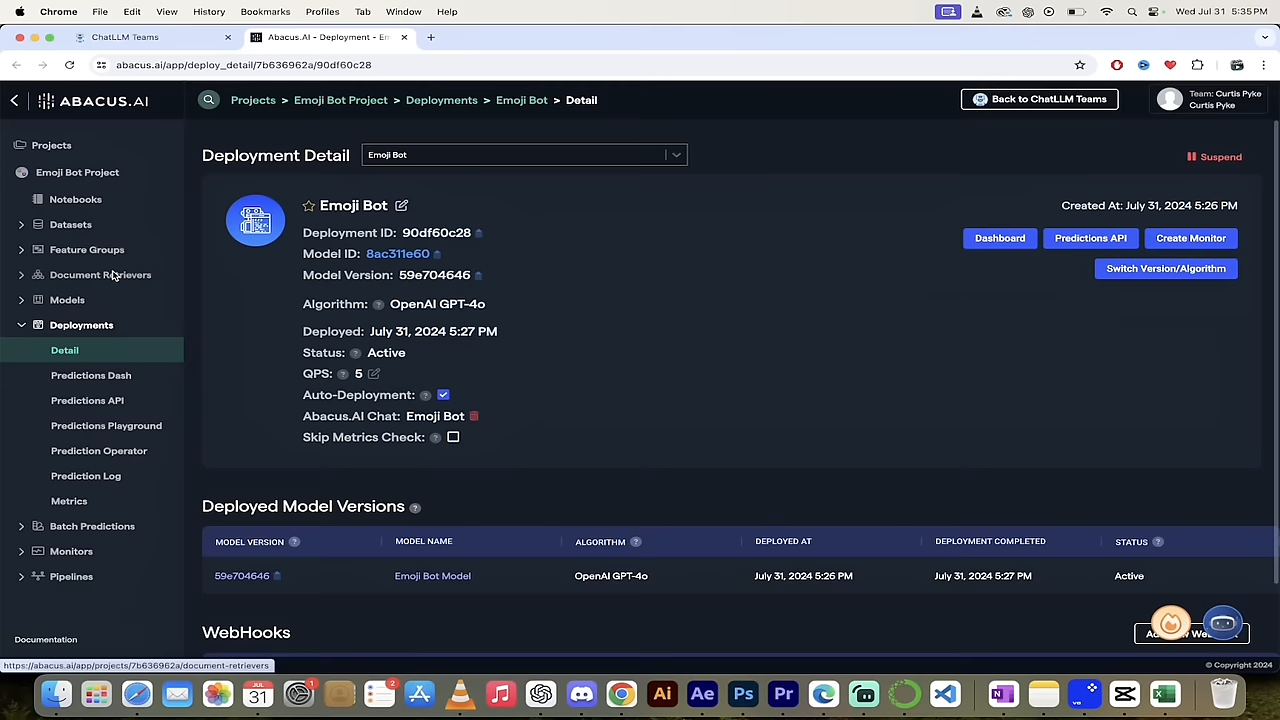 Chrome File Edit View History Bookmarks Profiles Tab Window Help Wed Jul 31 5:35 PM
ChatLLM Teams Abacus.AI - Deployment - Em
abacus.ai/app/deploy_detail/7b636962a/90df60c28
ABACUS.AI
Projects > Emoji Bot Project > Deployments > Emoji Bot > Detail
Back to ChatLLM Teams
Team: Curtis Pyke
Curtis Pyke
Projects
Emoji Bot Project
Notebooks
Datasets
Feature Groups
Document Retrievers
Models
Deployments
Detail
Predictions Dash
Predictions API
Predictions Playground
Prediction Operator
Prediction Log
Metrics
Batch Predictions
Monitors
Pipelines
Documentation
https://abacus.ai/app/projects/7b636962a/document-retrievers
Deployment Detail Emoji Bot
Suspend
Emoji Bot
Created At: July 31, 2024 5:26 PM
Deployment ID: 90df60c28
Dashboard Predictions API Create Monitor
Model ID: 8ac311e60
Switch Version/Algorithm
Model Version: 59e704646
Algorithm: ? OpenAI GPT-4o
Deployed: July 31, 2024 5:27 PM
Status: ? Active
QPS: ? 5
Auto-Deployment: ?
Abacus.AI Chat: Emoji Bot
Skip Metrics Check: ?
Deployed Model Versions ?
MODEL VERSION ? MODEL NAME ALGORITHM ? DEPLOYED AT DEPLOYMENT COMPLETED STATUS ?
59e704646 Emoji Bot Model OpenAI GPT-4o July 31, 2024 5:26 PM July 31, 2024 5:27 PM Active
WebHooks
© Copyright 2024
JUL 31 1 2 Ai Ae Ps Pr N